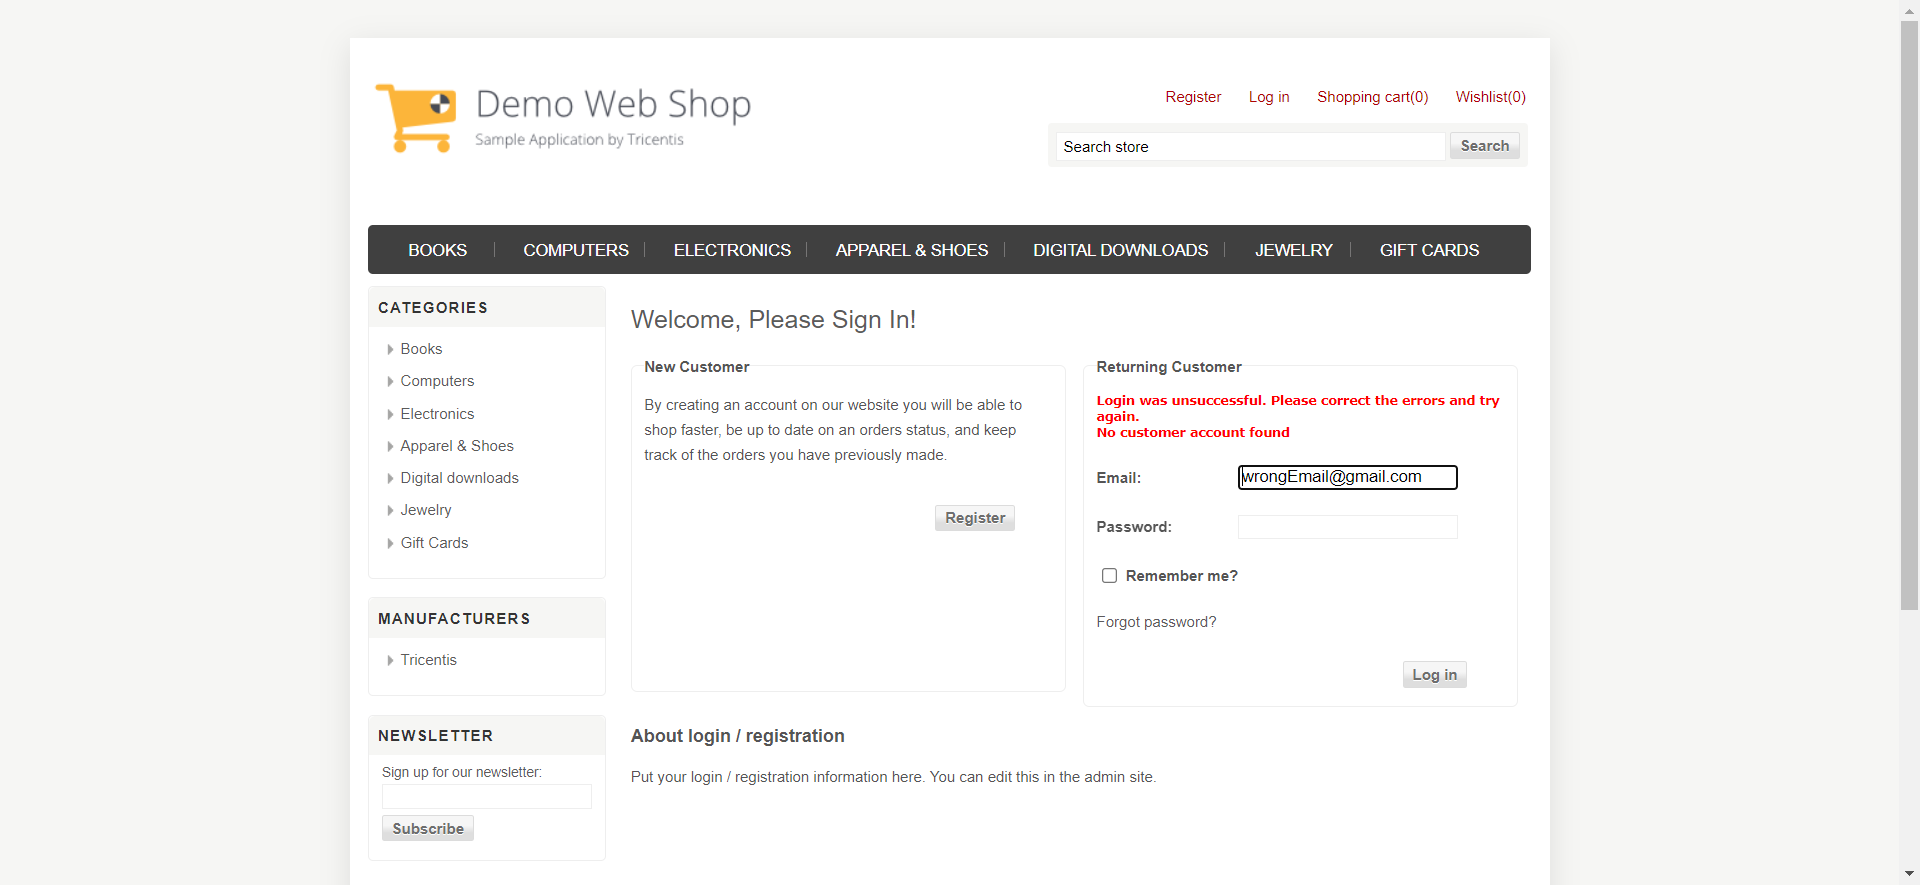 Demo Web Shop
Sample Application by Tricentis
Register
Log in
Shopping cart(0)
Wishlist(0)
Search store
Search
BOOKS
COMPUTERS
ELECTRONICS
APPAREL & SHOES
DIGITAL DOWNLOADS
JEWELRY
GIFT CARDS
CATEGORIES
Books
Computers
Electronics
Apparel & Shoes
Digital downloads
Jewelry
Gift Cards
MANUFACTURERS
Tricentis
NEWSLETTER
Sign up for our newsletter:
Subscribe
Welcome, Please Sign In!
New Customer
By creating an account on our website you will be able to
shop faster, be up to date on an orders status, and keep
track of the orders you have previously made.
Register
Returning Customer
Login was unsuccessful. Please correct the errors and try
again.
No customer account found
Email:
wrongEmail@gmail.com
Password:
Remember me?
Forgot password?
Log in
About login / registration
Put your login / registration information here. You can edit this in the admin site.